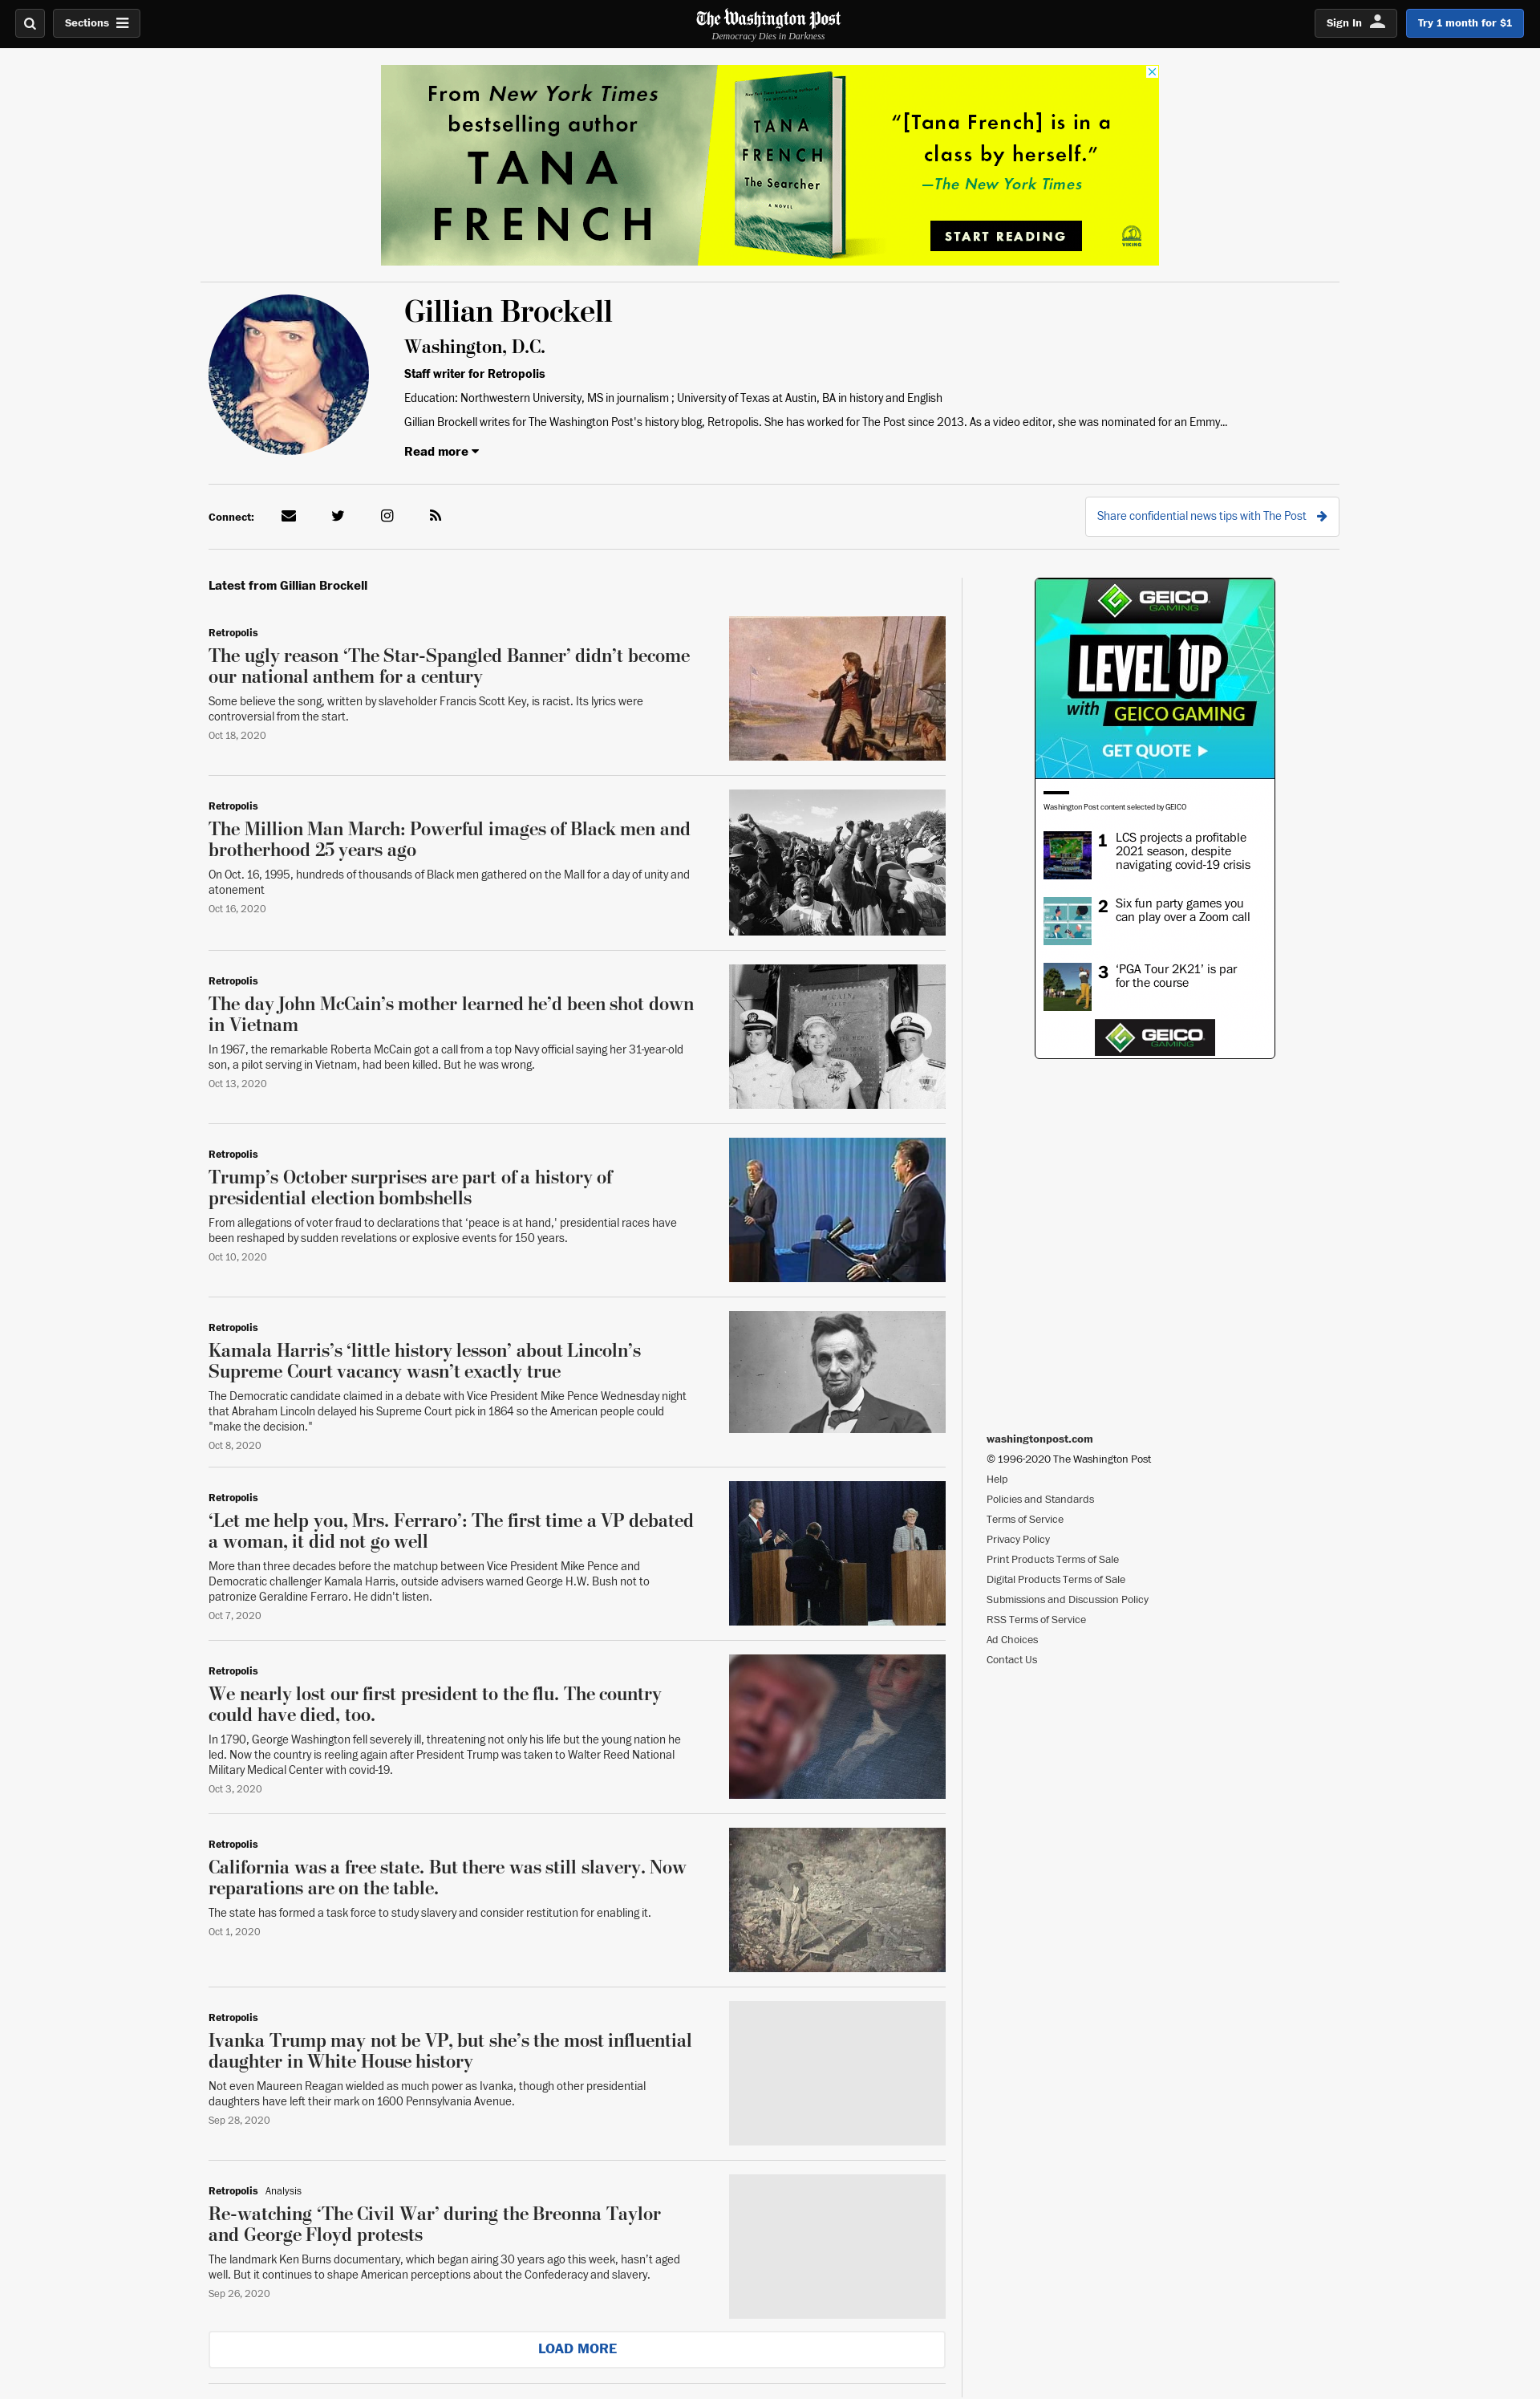 Sections
The Washington Post
Democracy Dies in Darkness
Sign In
Try 1 month for $1
From New York Times
bestselling author
TANA
FRENCH
TANA
FRENCH
The Searcher
A NOVEL
“[Tana French] is in a
class by herself.”
—The New York Times
START READING
VIKING
Gillian Brockell
Washington, D.C.
Staff writer for Retropolis
Education: Northwestern University, MS in journalism ; University of Texas at Austin, BA in history and English
Gillian Brockell writes for The Washington Post's history blog, Retropolis. She has worked for The Post since 2013. As a video editor, she was nominated for an Emmy...
Read more
Connect:
Share confidential news tips with The Post
Latest from Gillian Brockell
Retropolis
The ugly reason ‘The Star-Spangled Banner’ didn’t become
our national anthem for a century
Some believe the song, written by slaveholder Francis Scott Key, is racist. Its lyrics were
controversial from the start.
Oct 18, 2020
Retropolis
The Million Man March: Powerful images of Black men and
brotherhood 25 years ago
On Oct. 16, 1995, hundreds of thousands of Black men gathered on the Mall for a day of unity and
atonement
Oct 16, 2020
Retropolis
The day John McCain’s mother learned he’d been shot down
in Vietnam
In 1967, the remarkable Roberta McCain got a call from a top Navy official saying her 31-year-old
son, a pilot serving in Vietnam, had been killed. But he was wrong.
Oct 13, 2020
Retropolis
Trump’s October surprises are part of a history of
presidential election bombshells
From allegations of voter fraud to declarations that ‘peace is at hand,’ presidential races have
been reshaped by sudden revelations or explosive events for 150 years.
Oct 10, 2020
Retropolis
Kamala Harris’s ‘little history lesson’ about Lincoln’s
Supreme Court vacancy wasn’t exactly true
The Democratic candidate claimed in a debate with Vice President Mike Pence Wednesday night
that Abraham Lincoln delayed his Supreme Court pick in 1864 so the American people could
"make the decision."
Oct 8, 2020
Retropolis
‘Let me help you, Mrs. Ferraro’: The first time a VP debated
a woman, it did not go well
More than three decades before the matchup between Vice President Mike Pence and
Democratic challenger Kamala Harris, outside advisers warned George H.W. Bush not to
patronize Geraldine Ferraro. He didn’t listen.
Oct 7, 2020
Retropolis
We nearly lost our first president to the flu. The country
could have died, too.
In 1790, George Washington fell severely ill, threatening not only his life but the young nation he
led. Now the country is reeling again after President Trump was taken to Walter Reed National
Military Medical Center with covid-19.
Oct 3, 2020
Retropolis
California was a free state. But there was still slavery. Now
reparations are on the table.
The state has formed a task force to study slavery and consider restitution for enabling it.
Oct 1, 2020
Retropolis
Ivanka Trump may not be VP, but she’s the most influential
daughter in White House history
Not even Maureen Reagan wielded as much power as Ivanka, though other presidential
daughters have left their mark on 1600 Pennsylvania Avenue.
Sep 28, 2020
Retropolis Analysis
Re-watching ‘The Civil War’ during the Breonna Taylor
and George Floyd protests
The landmark Ken Burns documentary, which began airing 30 years ago this week, hasn’t aged
well. But it continues to shape American perceptions about the Confederacy and slavery.
Sep 26, 2020
LOAD MORE
GEICO
GAMING
LEVEL UP
with GEICO GAMING
GET QUOTE
Washington Post content selected by GEICO
1 LCS projects a profitable
2021 season, despite
navigating covid-19 crisis
2 Six fun party games you
can play over a Zoom call
3 ‘PGA Tour 2K21’ is par
for the course
GEICO
GAMING
washingtonpost.com
© 1996-2020 The Washington Post
Help
Policies and Standards
Terms of Service
Privacy Policy
Print Products Terms of Sale
Digital Products Terms of Sale
Submissions and Discussion Policy
RSS Terms of Service
Ad Choices
Contact Us